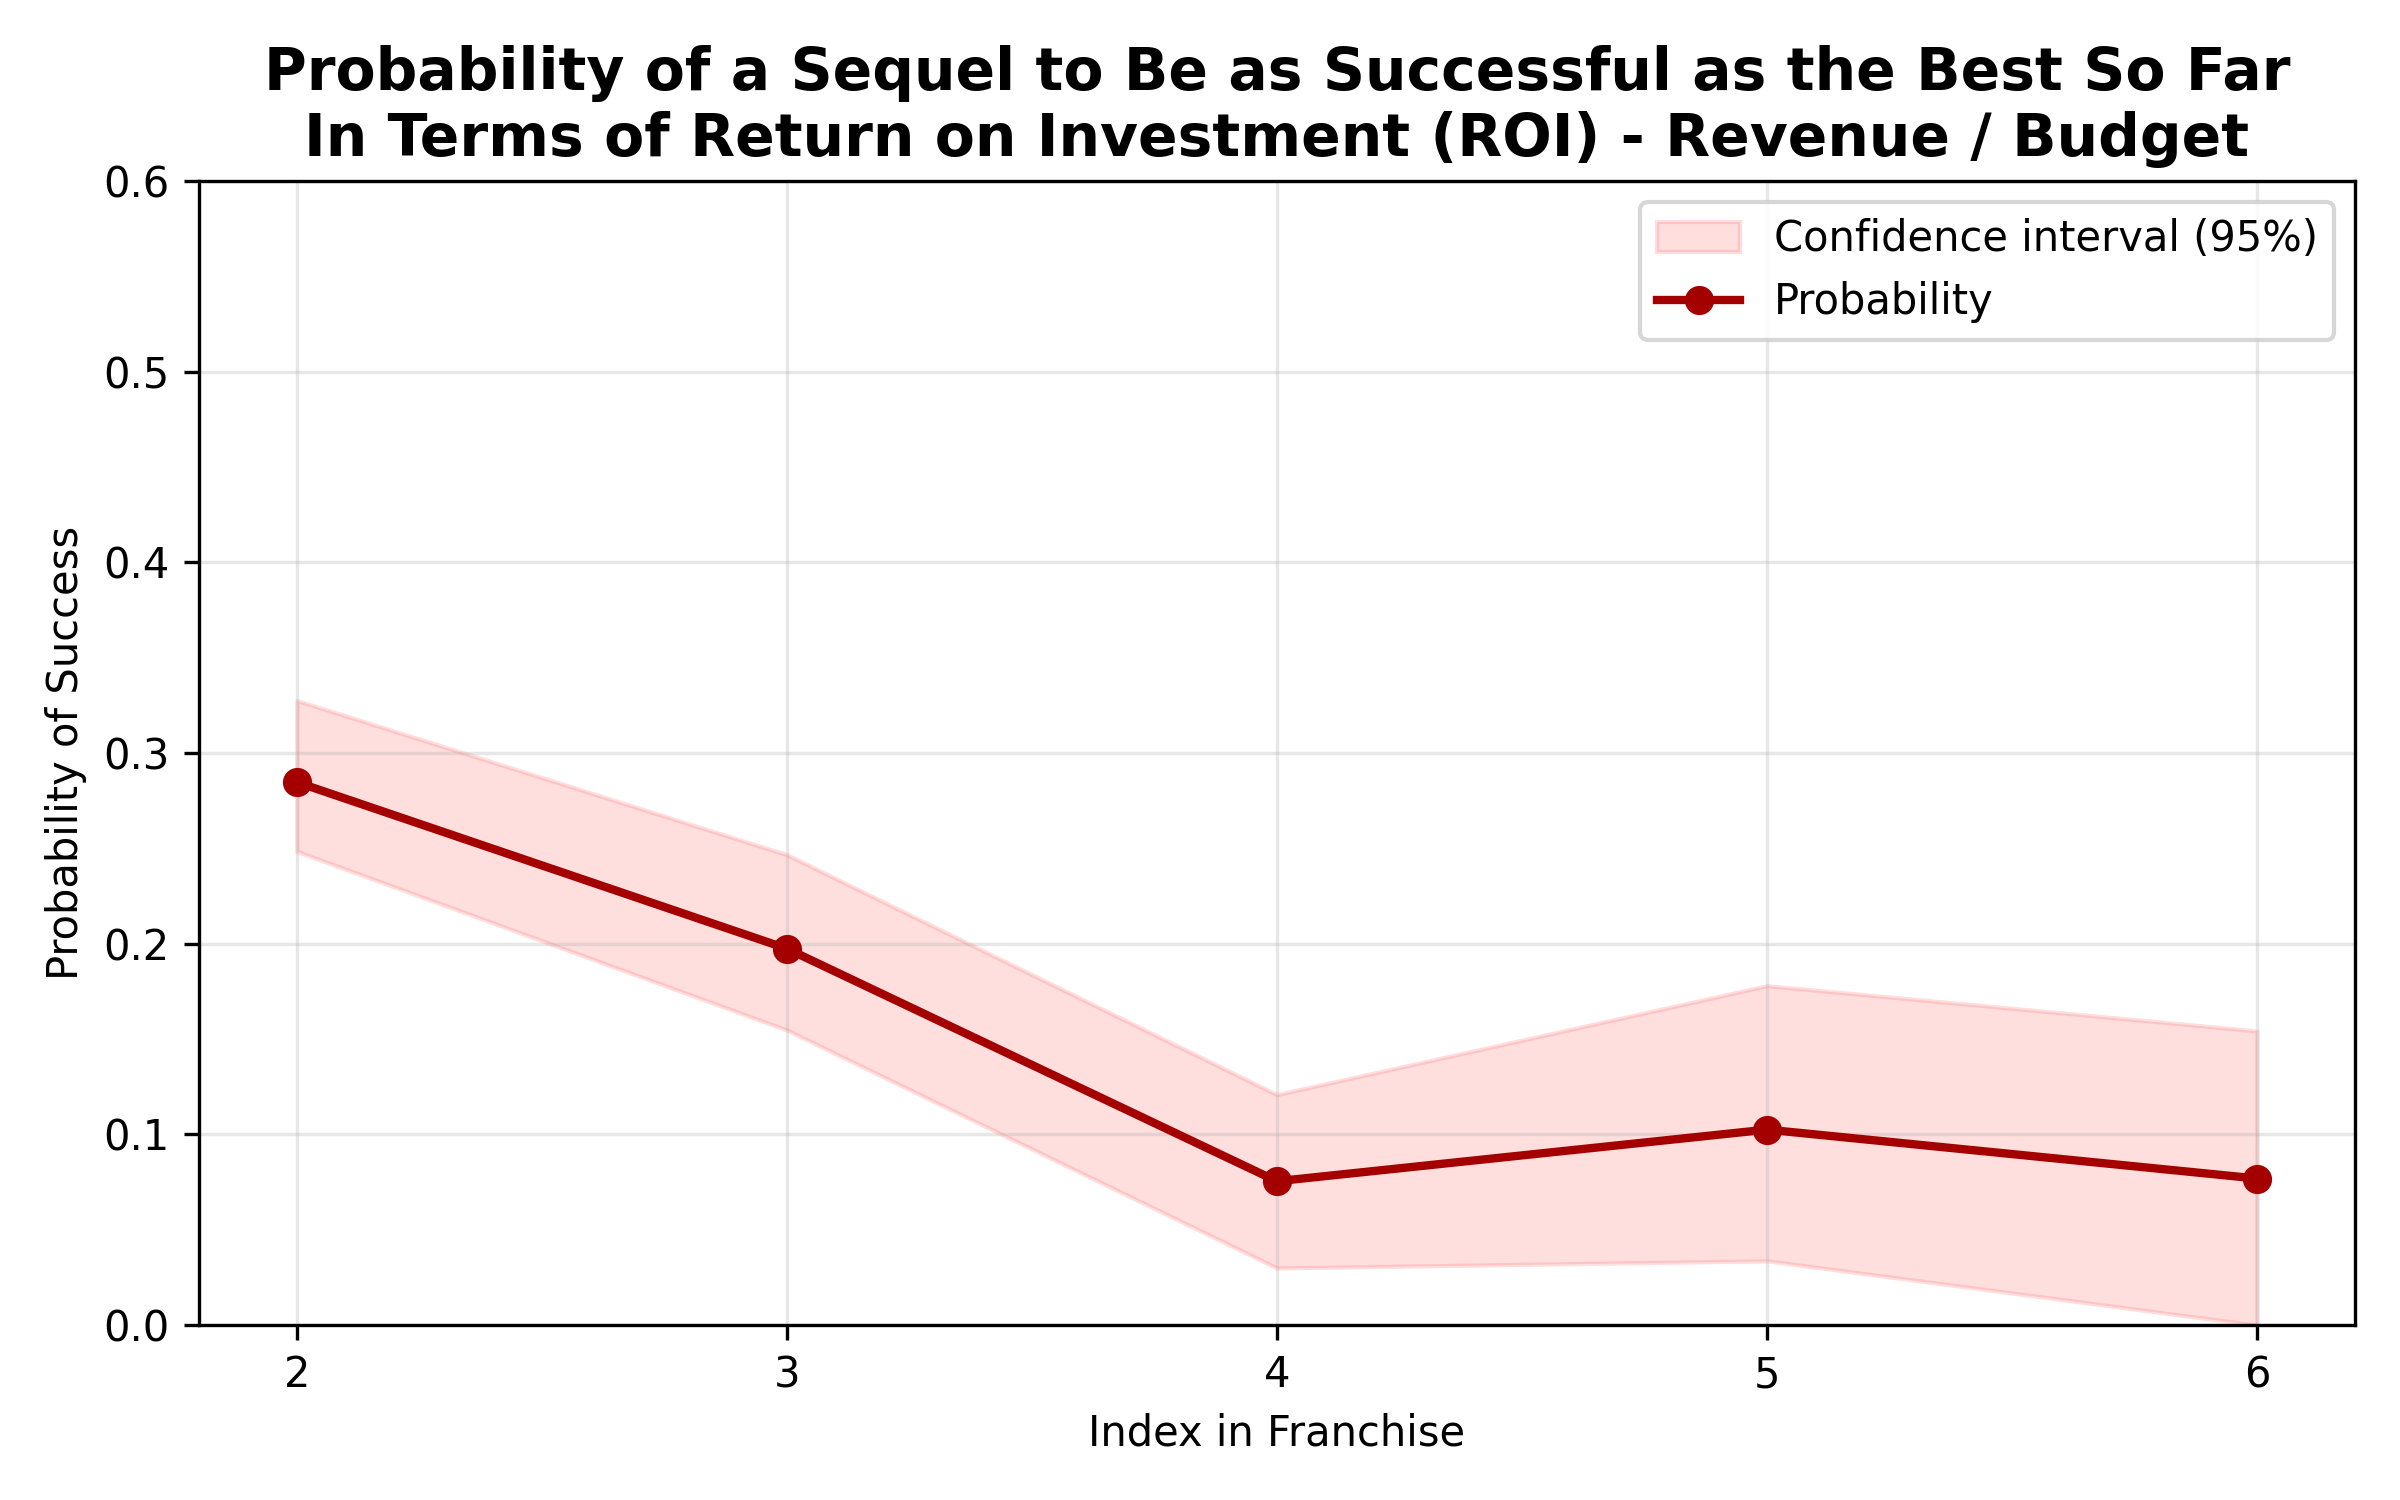 Probability of a Sequel to Be as Successful as the Best So Far
In Terms of Return on Investment (ROI) - Revenue / Budget
Confidence interval (95%)
Probability
Probability of Success
0.6
0.5
0.4
0.3
0.2
0.1
0.0
2 3 4 5 6
Index in Franchise